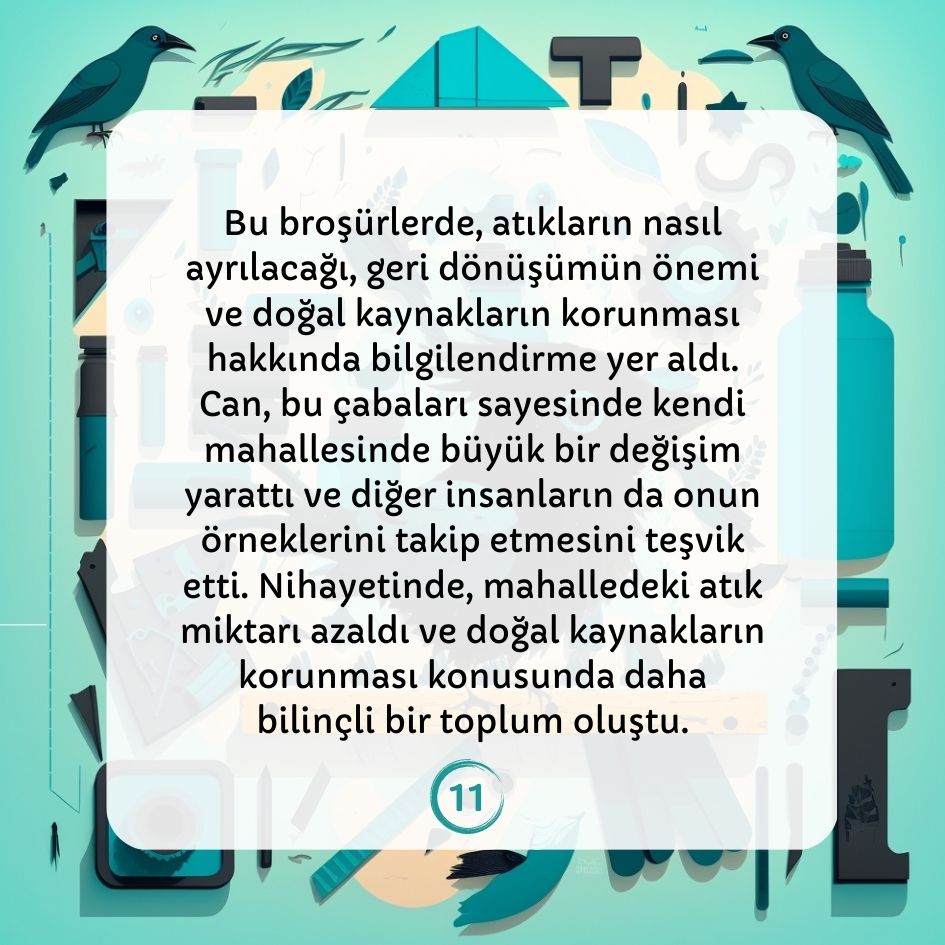 Bu broşürlerde, atıkların nasıl
ayrılacağı, geri dönüşümün önemi
ve doğal kaynakların korunması
hakkında bilgilendirme yer aldı.
Can, bu çabaları sayesinde kendi
mahallesinde büyük bir değişim
yarattı ve diğer insanların da onun
örneklerini takip etmesini teşvik
etti. Nihayetinde, mahalledeki atık
miktarı azaldı ve doğal kaynakların
korunması konusunda daha
bilinçli bir toplum oluştu.
11